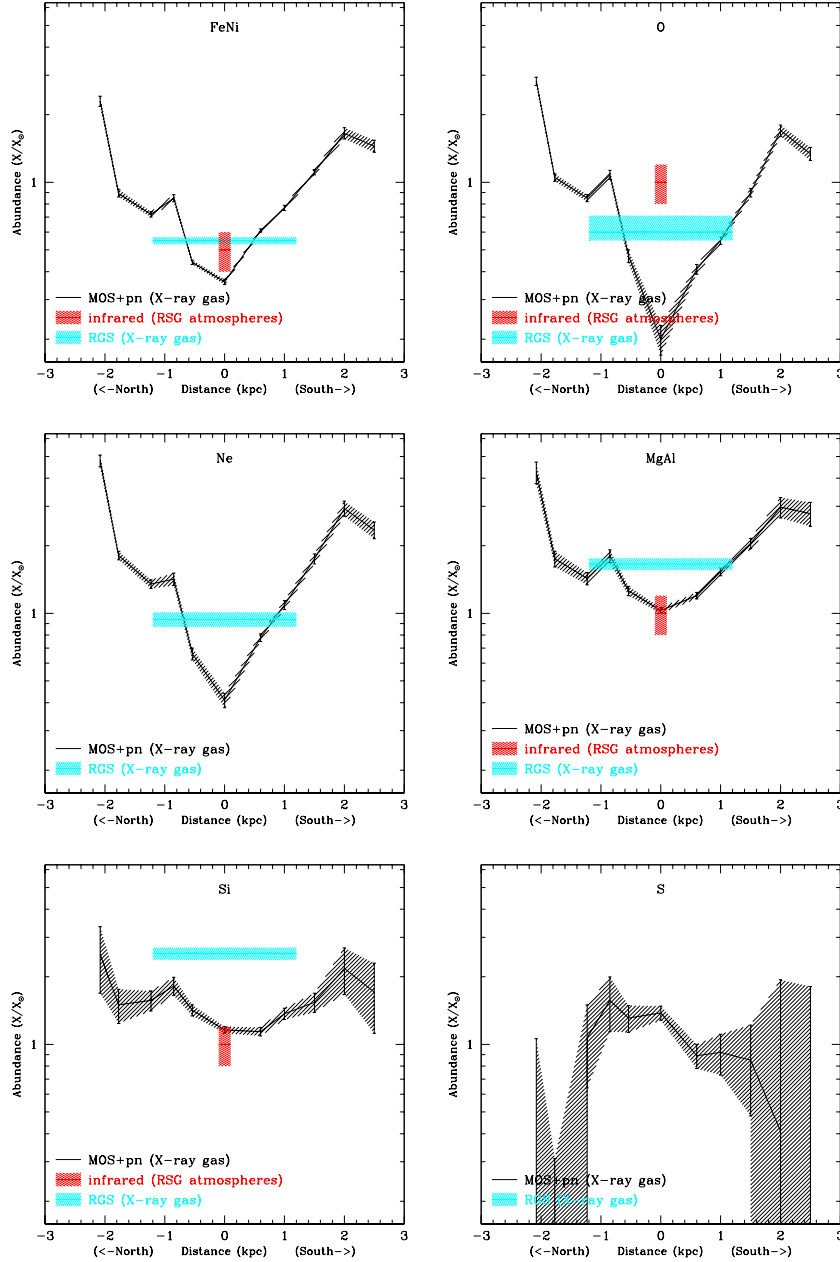 FeNi
Abundance (X/X⊙)
1
MOS+pn (X-ray gas)
infrared (RSG atmospheres)
RGS (X-ray gas)
-3 -2 -1 0 1 2 3
(<-North) Distance (kpc) (South->)
O
Abundance (X/X⊙)
1
MOS+pn (X-ray gas)
infrared (RSG atmospheres)
RGS (X-ray gas)
-3 -2 -1 0 1 2 3
(<-North) Distance (kpc) (South->)
Ne
Abundance (X/X⊙)
1
MOS+pn (X-ray gas)
RGS (X-ray gas)
-3 -2 -1 0 1 2 3
(<-North) Distance (kpc) (South->)
MgAl
Abundance (X/X⊙)
1
MOS+pn (X-ray gas)
infrared (RSG atmospheres)
RGS (X-ray gas)
-3 -2 -1 0 1 2 3
(<-North) Distance (kpc) (South->)
Si
Abundance (X/X⊙)
1
MOS+pn (X-ray gas)
infrared (RSG atmospheres)
RGS (X-ray gas)
-3 -2 -1 0 1 2 3
(<-North) Distance (kpc) (South->)
S
Abundance (X/X⊙)
1
MOS+pn (X-ray gas)
RGS (X-ray gas)
-3 -2 -1 0 1 2 3
(<-North) Distance (kpc) (South->)